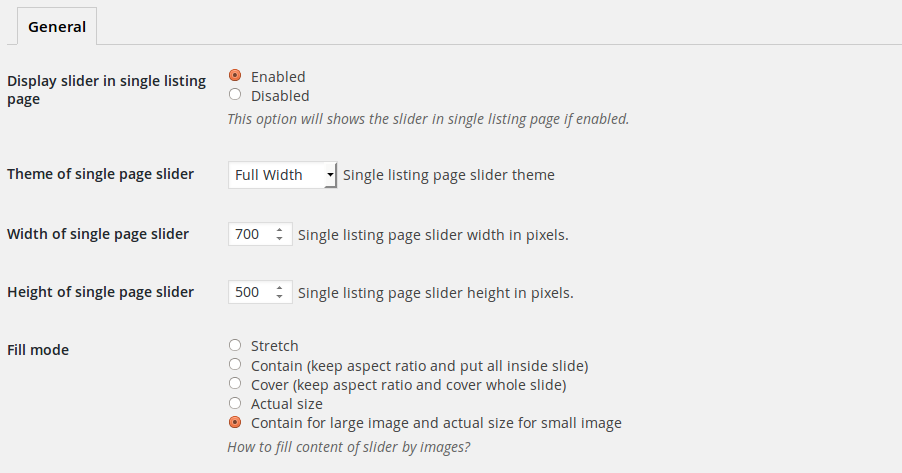 General
Display slider in single listing page
Enabled
Disabled
This option will shows the slider in single listing page if enabled.
Theme of single page slider
Full Width
Single listing page slider theme
Width of single page slider
700
Single listing page slider width in pixels.
Height of single page slider
500
Single listing page slider height in pixels.
Fill mode
Stretch
Contain (keep aspect ratio and put all inside slide)
Cover (keep aspect ratio and cover whole slide)
Actual size
Contain for large image and actual size for small image
How to fill content of slider by images?